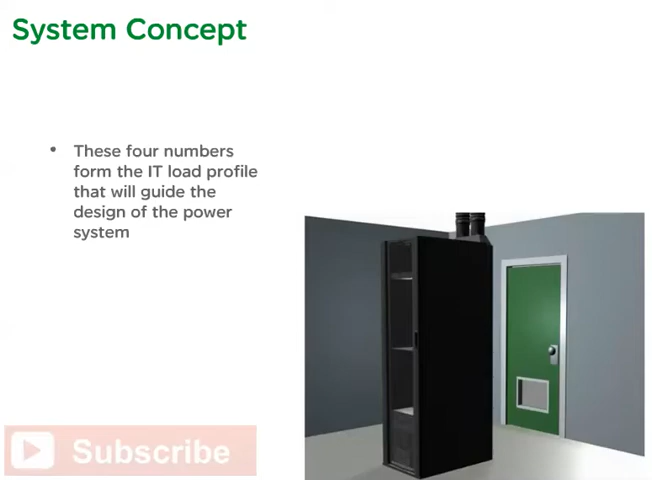 System Concept
• These four numbers
form the IT load profile
that will guide the
design of the power
system
Subscribe